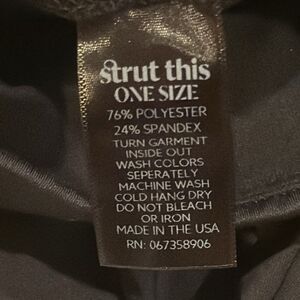 strut this
ONE SIZE
76% POLYESTER
24% SPANDEX
TURN GARMENT
INSIDE OUT
WASH COLORS
SEPERATELY
MACHINE WASH
COLD HANG DRY
DO NOT BLEACH
OR IRON
MADE IN THE USA
RN: 067358906